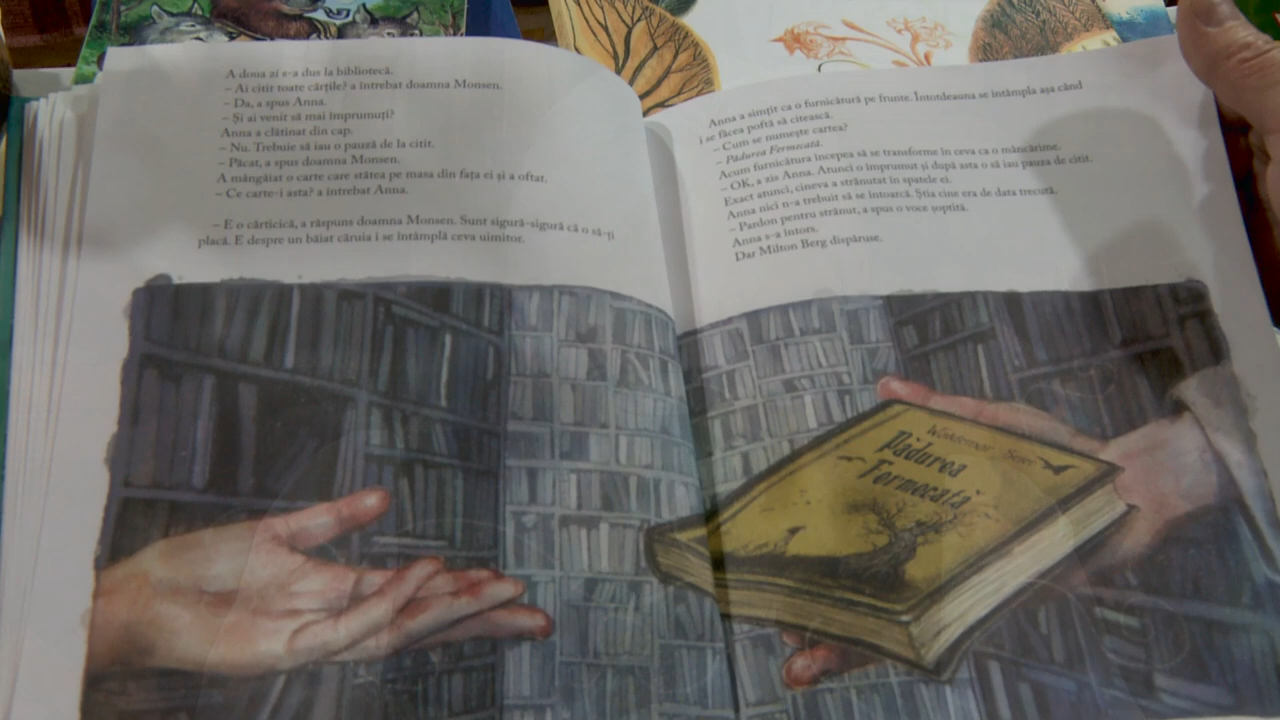 A doua zi s-a dus la bibliotecă.
– Ai citit toate cărțile? a întrebat doamna Monsen.
– Da, a spus Anna.
– Și ai venit să mai împrumuți?
Anna a clătinat din cap.
– Nu. Trebuie să iau o pauză de la citit.
– Păcat, a spus doamna Monsen.
A mângâiat o carte care stătea pe masa din fața ei și a oftat.
– Ce carte-i asta? a întrebat Anna.
– E o cărticică, a răspuns doamna Monsen. Sunt sigură-sigură că o să-ți
placă. E despre un băiat căruia i se întâmplă ceva uimitor.
Anna a simțit ca o furnicătură pe frunte. Întotdeauna se întâmpla așa când
i se făcea poftă să citească.
– Cum se numește cartea?
– Pădurea Fermecată.
Acum furnicătura începea să se transforme în ceva ca o mâncărime.
– OK, a zis Anna. Atunci o împrumut și după asta o să iau pauza de citit.
Exact atunci, cineva a strănutat în spatele ei.
Anna nici n-a trebuit să se întoarcă. Știa cine era de data trecută.
– Pardon pentru strănut, a spus o voce șoptită.
Anna s-a întors.
Dar Milton Berg dispăruse.
Pădurea
Fermecată